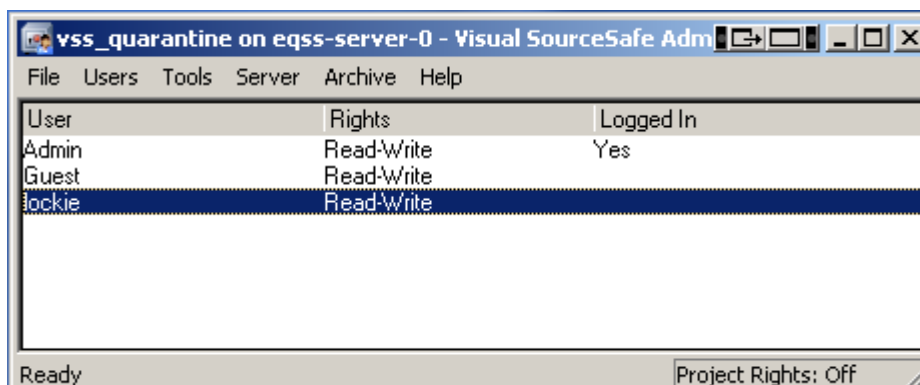 vss_quarantine on eqss-server-0 - Visual SourceSafe Adm
File Users Tools Server Archive Help
User Rights Logged In
Admin Read-Write Yes
Guest Read-Write
lockie Read-Write
Ready Project Rights: Off